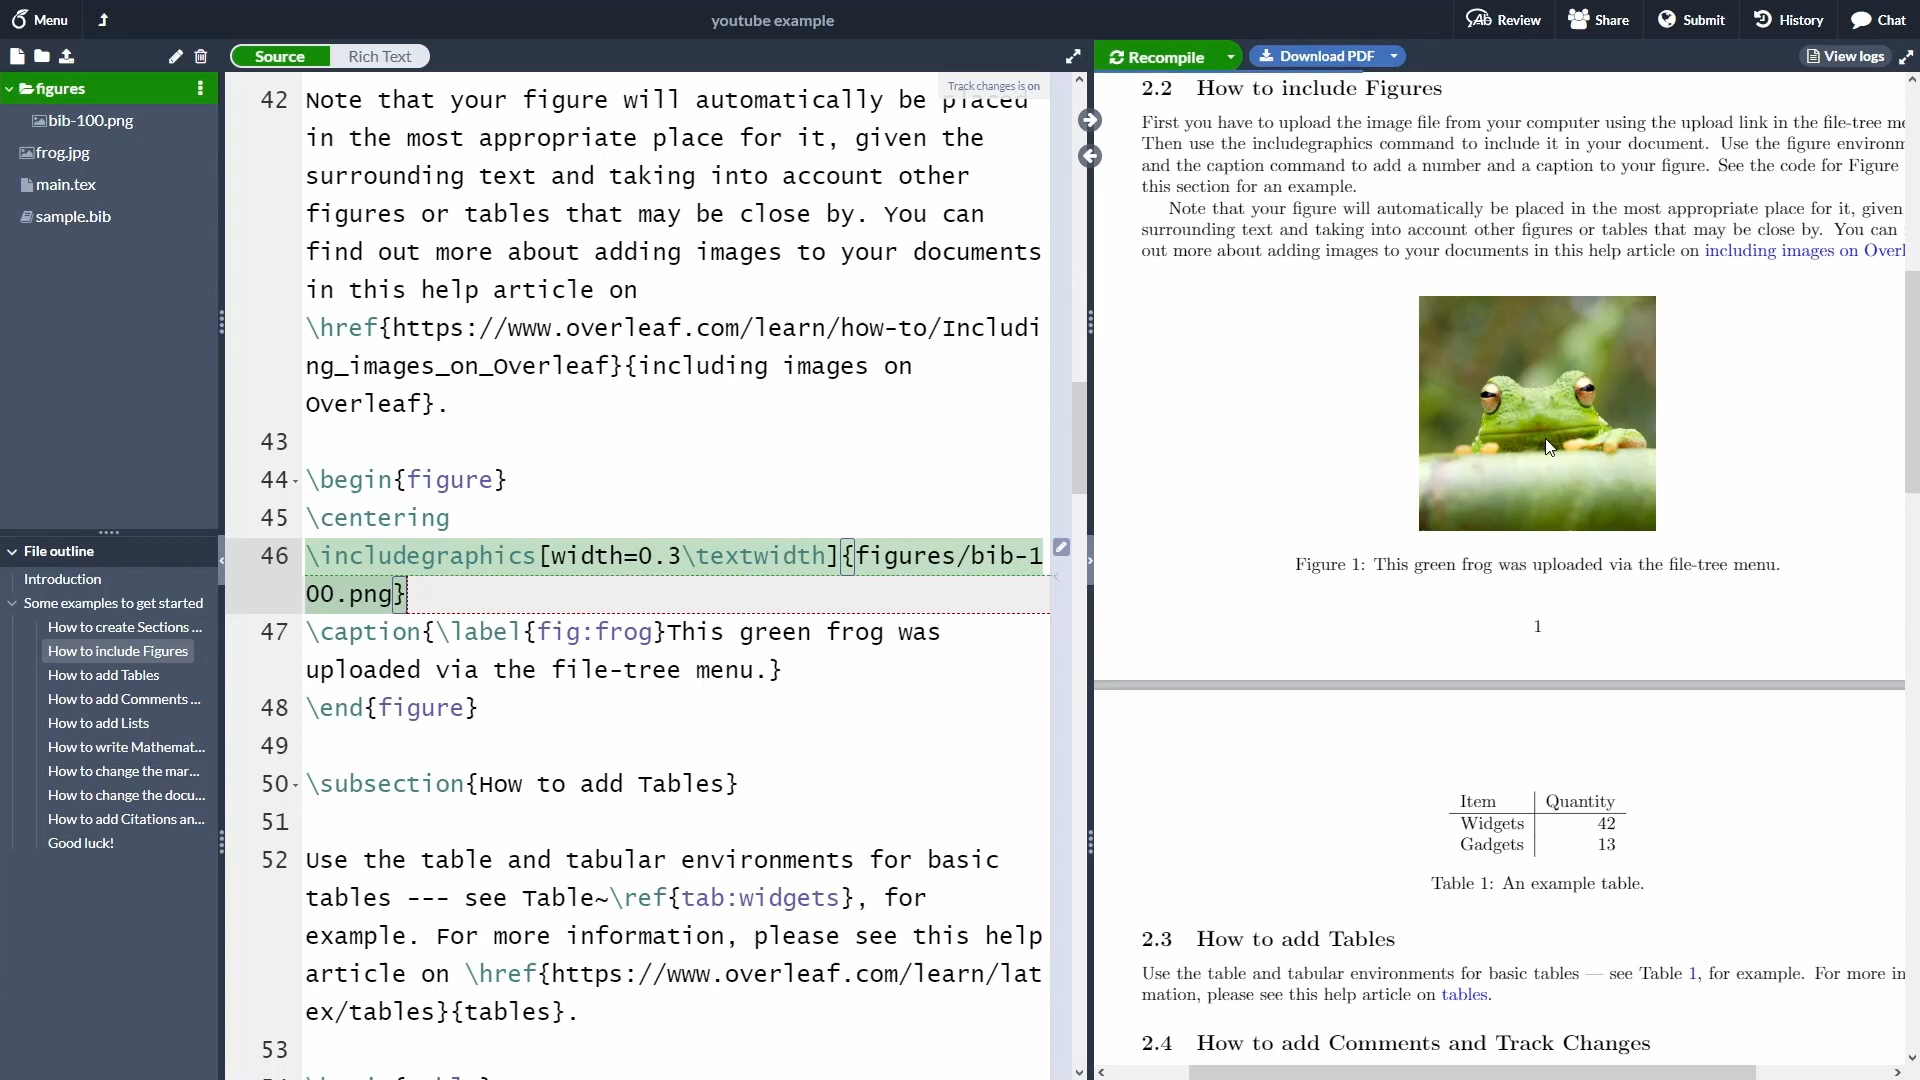 Menu
youtube example
Review
Share
Submit
History
Chat
Source
Rich Text
Recompile
Download PDF
View logs
figures
bib-100.png
frog.jpg
main.tex
sample.bib
File outline
Introduction
Some examples to get started
How to create Sections ...
How to include Figures
How to add Tables
How to add Comments ...
How to add Lists
How to write Mathemat...
How to change the mar...
How to change the docu...
How to add Citations an...
Good luck!
Track changes is on
42 Note that your figure will automatically be placed
in the most appropriate place for it, given the
surrounding text and taking into account other
figures or tables that may be close by. You can
find out more about adding images to your documents
in this help article on
\href{https://www.overleaf.com/learn/how-to/Includi
ng_images_on_Overleaf}{including images on
Overleaf}.
43
44 \begin{figure}
45 \centering
46 \includegraphics[width=0.3\textwidth]{figures/bib-1
00.png}
47 \caption{\label{fig:frog}This green frog was
uploaded via the file-tree menu.}
48 \end{figure}
49
50 \subsection{How to add Tables}
51
52 Use the table and tabular environments for basic
tables --- see Table~\ref{tab:widgets}, for
example. For more information, please see this help
article on \href{https://www.overleaf.com/learn/lat
ex/tables}{tables}.
53
2.2 How to include Figures
First you have to upload the image file from your computer using the upload link in the file-tree me
Then use the includegraphics command to include it in your document. Use the figure environm
and the caption command to add a number and a caption to your figure. See the code for Figure
this section for an example.
Note that your figure will automatically be placed in the most appropriate place for it, given
surrounding text and taking into account other figures or tables that may be close by. You can
out more about adding images to your documents in this help article on including images on Overl
Figure 1: This green frog was uploaded via the file-tree menu.
1
Item Quantity
Widgets 42
Gadgets 13
Table 1: An example table.
2.3 How to add Tables
Use the table and tabular environments for basic tables — see Table 1, for example. For more in
mation, please see this help article on tables.
2.4 How to add Comments and Track Changes